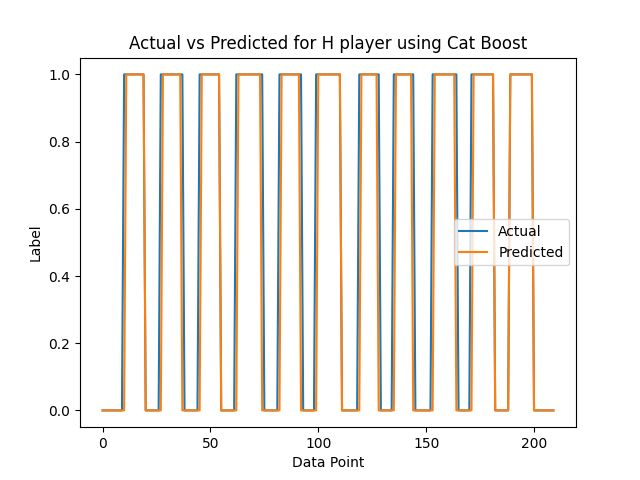 Actual vs Predicted for H player using Cat Boost
1.0
0.8
0.6
0.4
0.2
0.0
Label
Actual
Predicted
0
50
100
150
200
Data Point